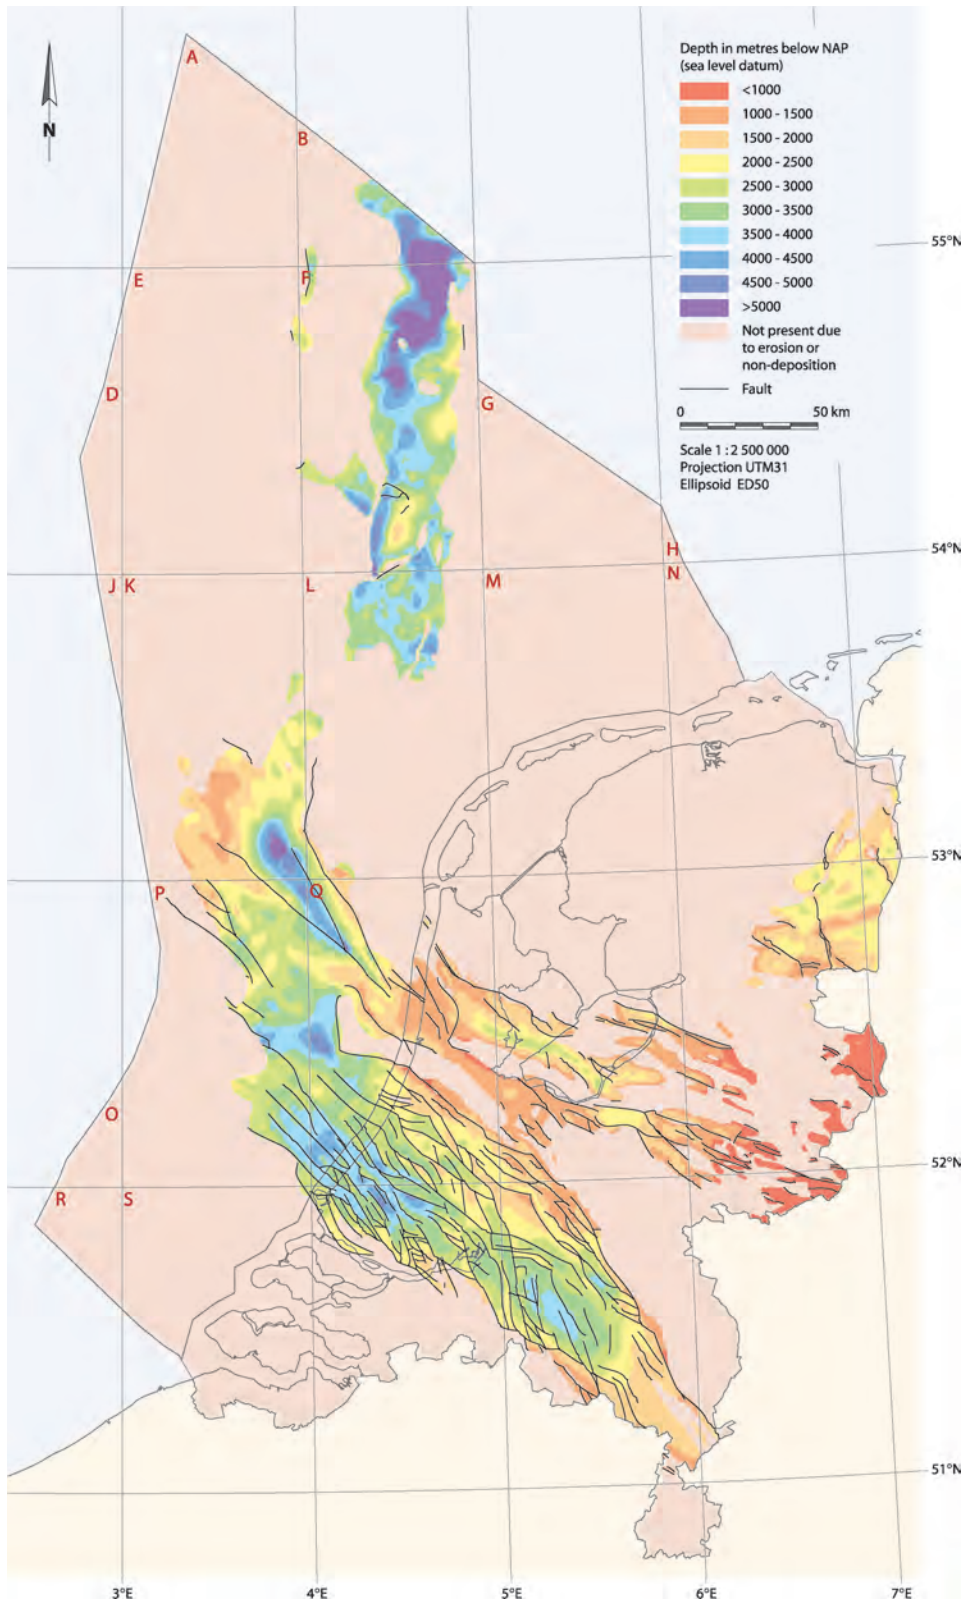 Depth in metres below NAP
(sea level datum)
<1000
1000 - 1500
1500 - 2000
2000 - 2500
2500 - 3000
3000 - 3500
3500 - 4000
4000 - 4500
4500 - 5000
>5000
Not present due
to erosion or
non-deposition
Fault
0 50 km
Scale 1 : 2 500 000
Projection UTM31
Ellipsoid ED50
N
A
B
55°N
E F
D
G
54°N
H
J K L M N
53°N
P Q
O
52°N
R S
51°N
3°E 4°E 5°E 6°E 7°E